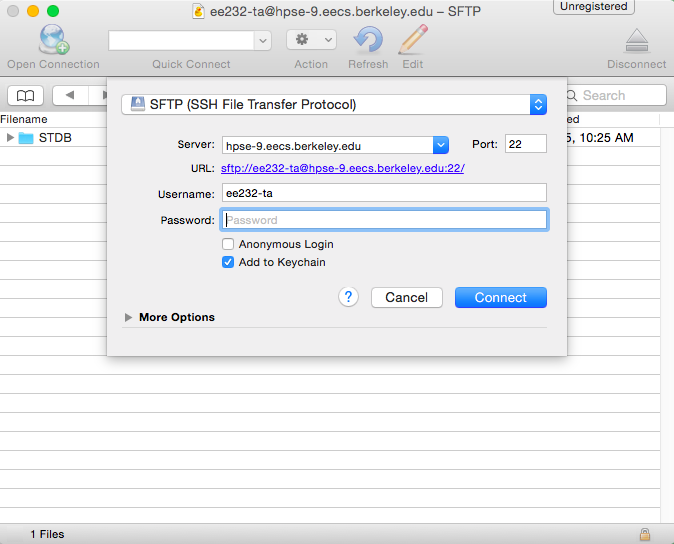 ee232-ta@hpse-9.eecs.berkeley.edu – SFTP
Unregistered
Open Connection
Quick Connect
Action
Refresh
Edit
Disconnect
Search
Filename
ed
STDB
5, 10:25 AM
SFTP (SSH File Transfer Protocol)
Server: hpse-9.eecs.berkeley.edu Port: 22
URL: sftp://ee232-ta@hpse-9.eecs.berkeley.edu:22/
Username: ee232-ta
Password: Password
Anonymous Login
Add to Keychain
? Cancel Connect
More Options
1 Files